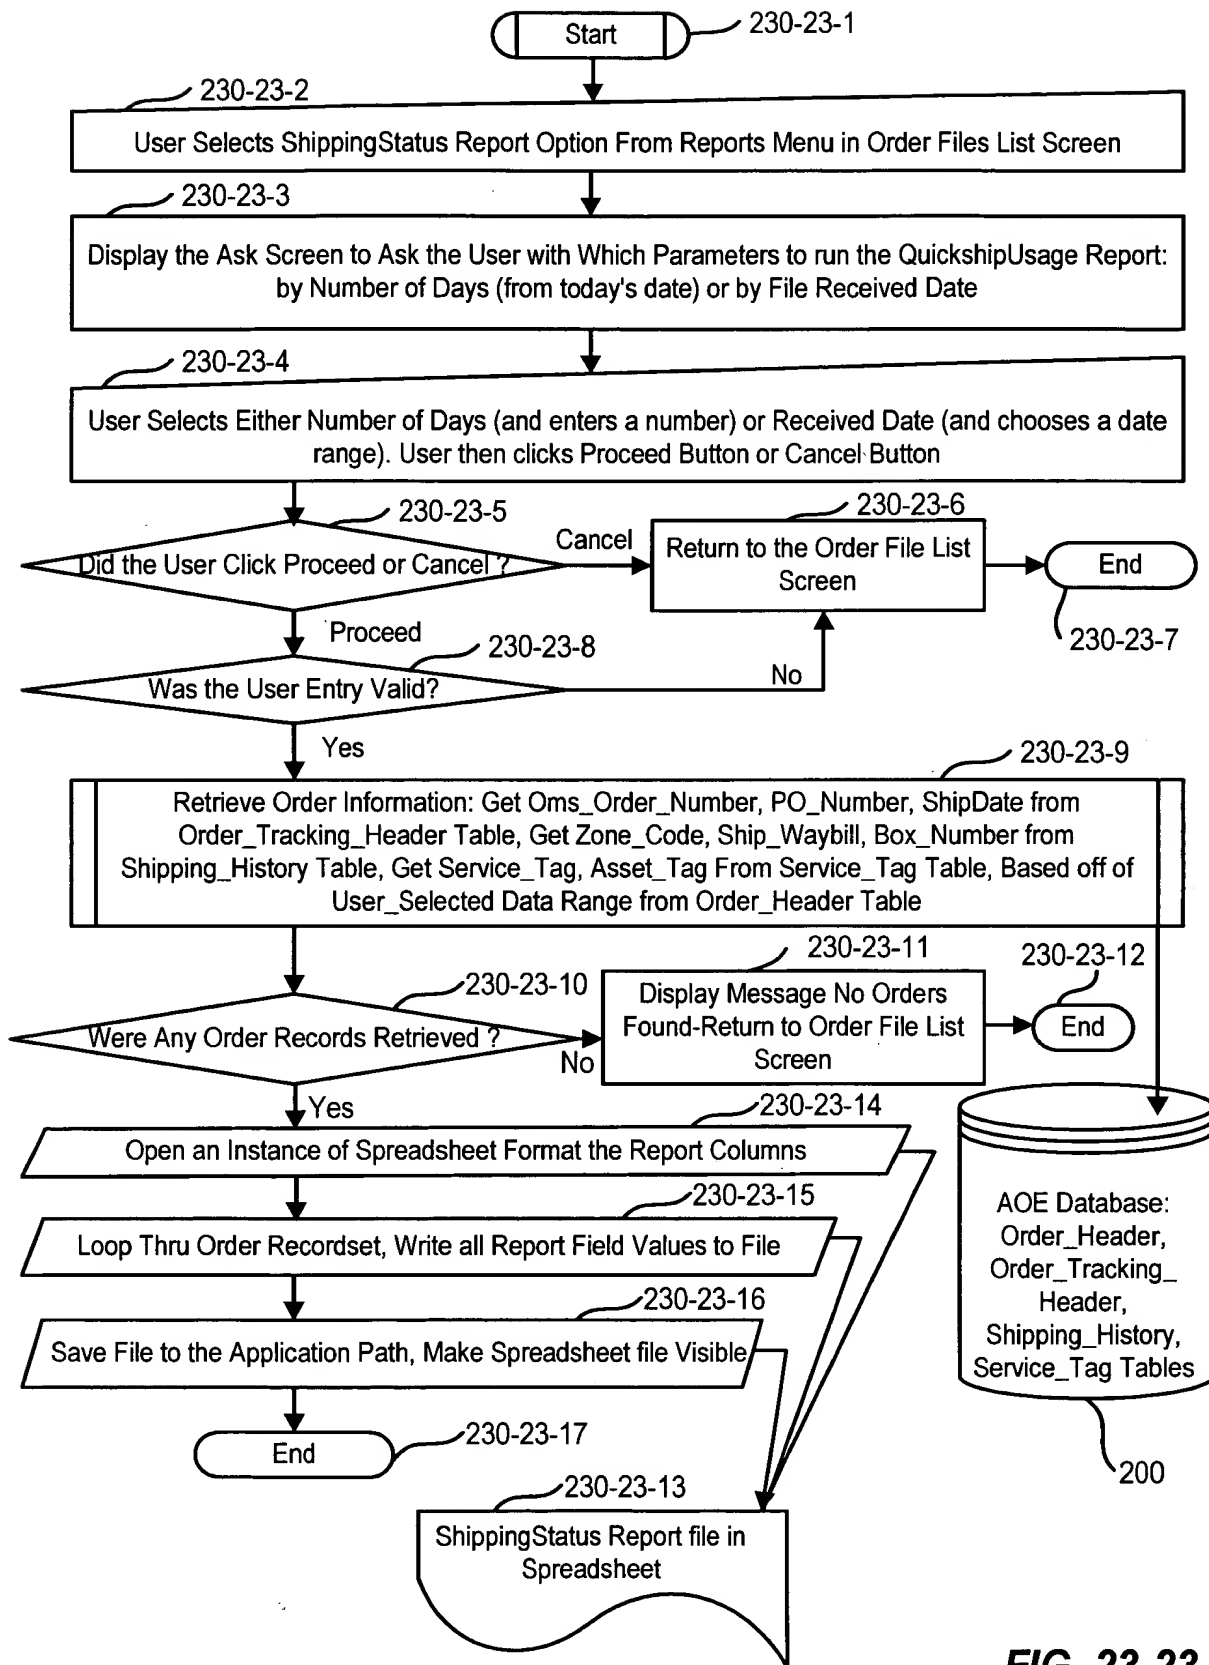 Start
230-23-1
230-23-2
User Selects ShippingStatus Report Option From Reports Menu in Order Files List Screen
230-23-3
Display the Ask Screen to Ask the User with Which Parameters to run the QuickshipUsage Report:
by Number of Days (from today's date) or by File Received Date
230-23-4
User Selects Either Number of Days (and enters a number) or Received Date (and chooses a date
range). User then clicks Proceed Button or Cancel Button
230-23-5
Did the User Click Proceed or Cancel ?
Cancel
230-23-6
Return to the Order File List
Screen
End
230-23-7
Proceed
230-23-8
Was the User Entry Valid?
No
Yes
230-23-9
Retrieve Order Information: Get Oms_Order_Number, PO_Number, ShipDate from
Order_Tracking_Header Table, Get Zone_Code, Ship_Waybill, Box_Number from
Shipping_History Table, Get Service_Tag, Asset_Tag From Service_Tag Table, Based off of
User_Selected Data Range from Order_Header Table
230-23-10
Were Any Order Records Retrieved ?
No
230-23-11
Display Message No Orders
Found-Return to Order File List
Screen
230-23-12
End
Yes
230-23-14
Open an Instance of Spreadsheet Format the Report Columns
230-23-15
Loop Thru Order Recordset, Write all Report Field Values to File
230-23-16
Save File to the Application Path, Make Spreadsheet file Visible
End
230-23-17
AOE Database:
Order_Header,
Order_Tracking_
Header,
Shipping_History,
Service_Tag Tables
200
230-23-13
ShippingStatus Report file in
Spreadsheet
FIG. 23-23